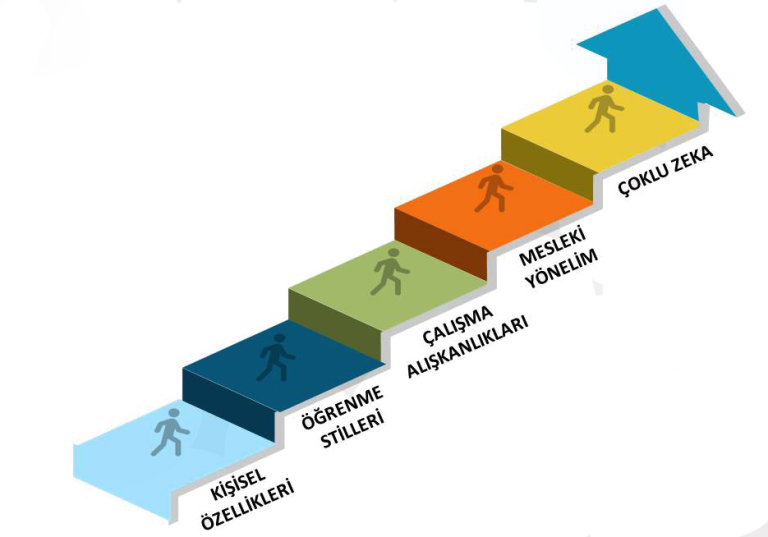 KİŞİSEL
ÖZELLİKLERİ
ÖĞRENME
STİLLERİ
ÇALIŞMA
ALIŞKANLIKLARI
MESLEKİ
YÖNELİM
ÇOKLU ZEKA